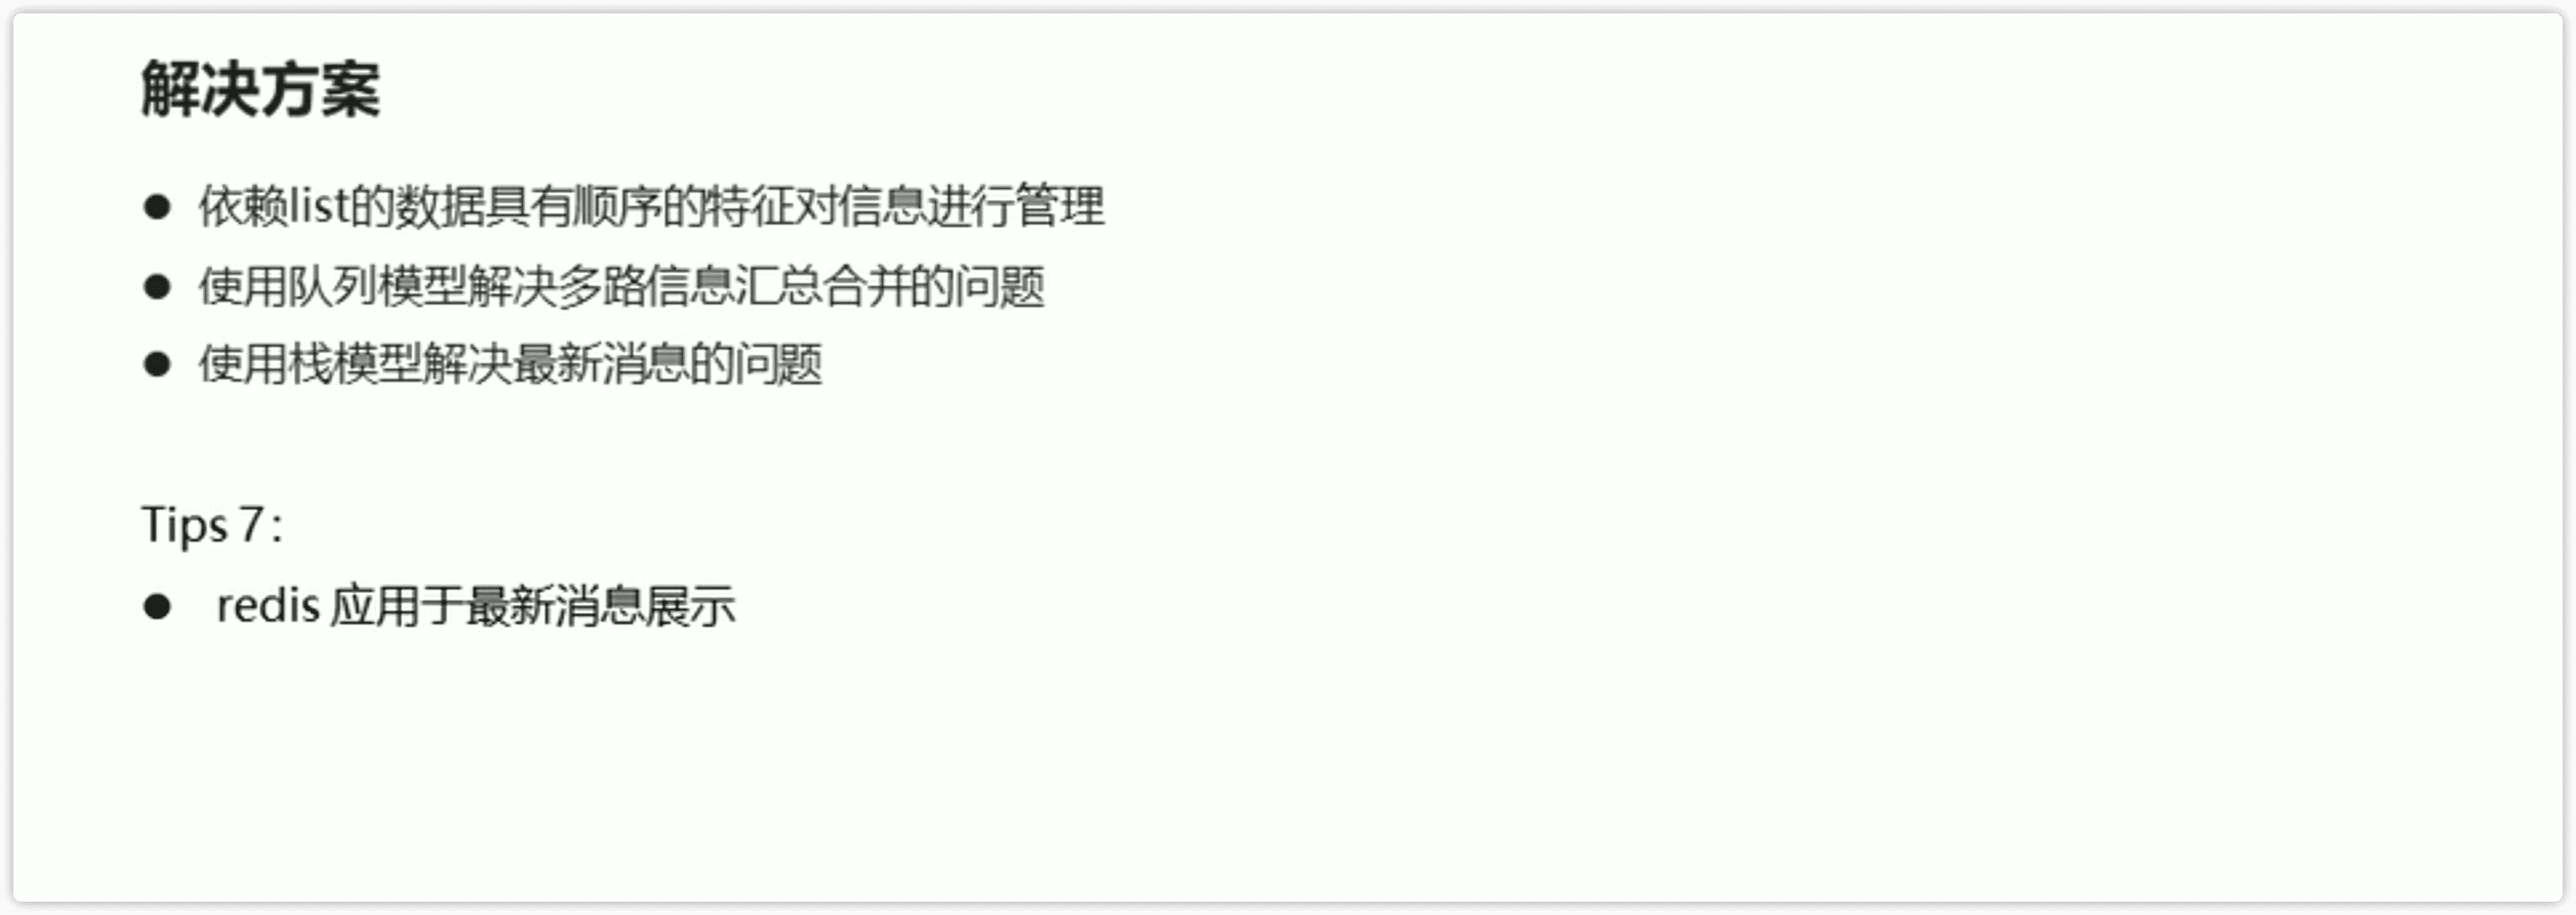 解决方案
● 依赖list的数据具有顺序的特征对信息进行管理
● 使用队列模型解决多路信息汇总合并的问题
● 使用栈模型解决最新消息的问题
Tips 7：
● redis 应用于最新消息展示